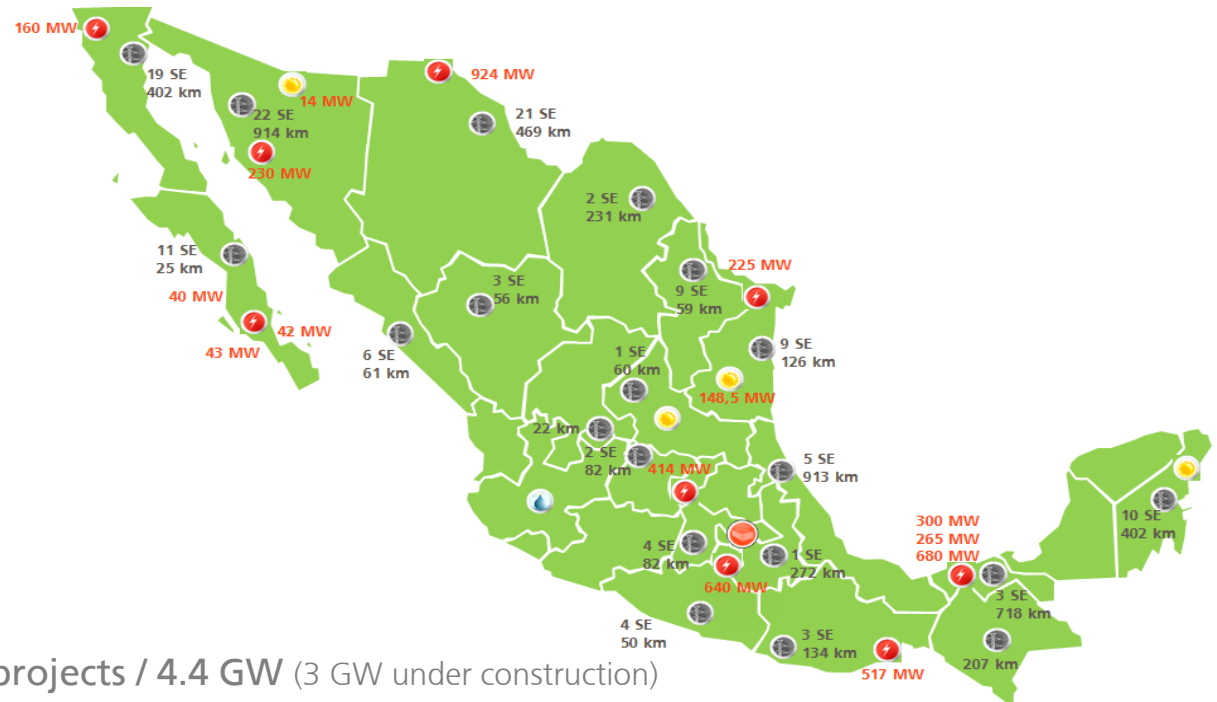 160 MW
19 SE
402 km
14 MW
22 SE
914 km
230 MW
924 MW
21 SE
469 km
2 SE
231 km
11 SE
25 km
40 MW
42 MW
43 MW
3 SE
56 km
6 SE
61 km
9 SE
59 km
225 MW
9 SE
126 km
1 SE
60 km
148,5 MW
22 km
2 SE
82 km
414 MW
5 SE
913 km
4 SE
82 km
1 SE
272 km
640 MW
4 SE
50 km
3 SE
134 km
517 MW
300 MW
265 MW
680 MW
3 SE
718 km
207 km
10 SE
402 km
projects / 4.4 GW (3 GW under construction)